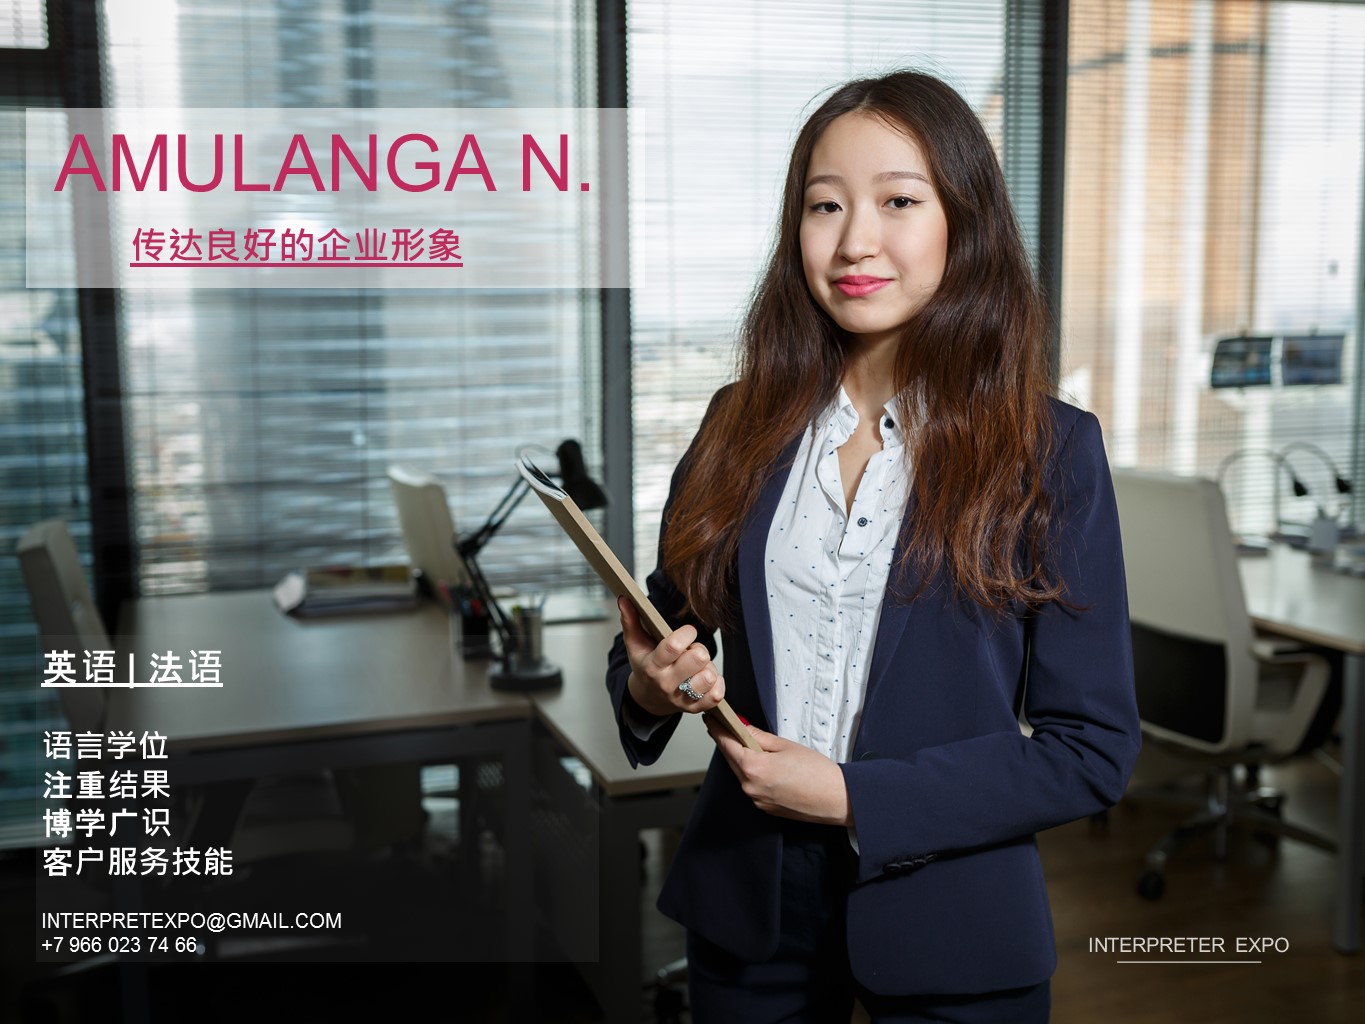 AMULANGA N.
传达良好的企业形象
英语 | 法语
语言学位
注重结果
博学广识
客户服务技能
INTERPRETEXPO@GMAIL.COM
+7 966 023 74 66
INTERPRETER EXPO